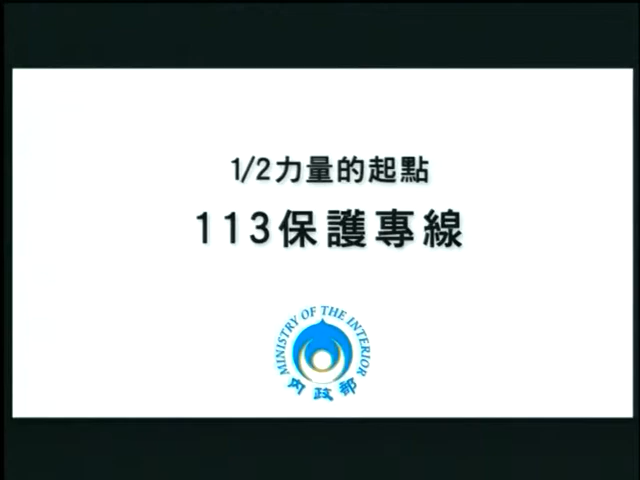 1/2力量的起點
113保護專線
MINISTRY OF THE INTERIOR
內政部